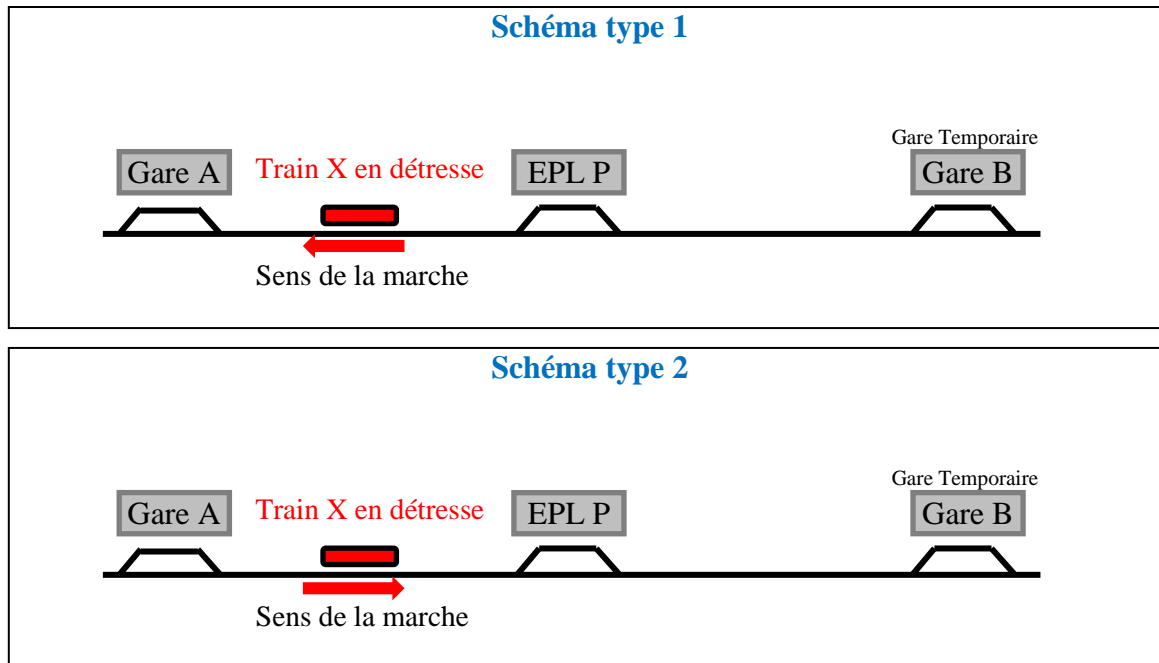 Schéma type 1
Gare Temporaire
Gare A Train X en détresse EPL P Gare B
Sens de la marche
Schéma type 2
Gare Temporaire
Gare A Train X en détresse EPL P Gare B
Sens de la marche